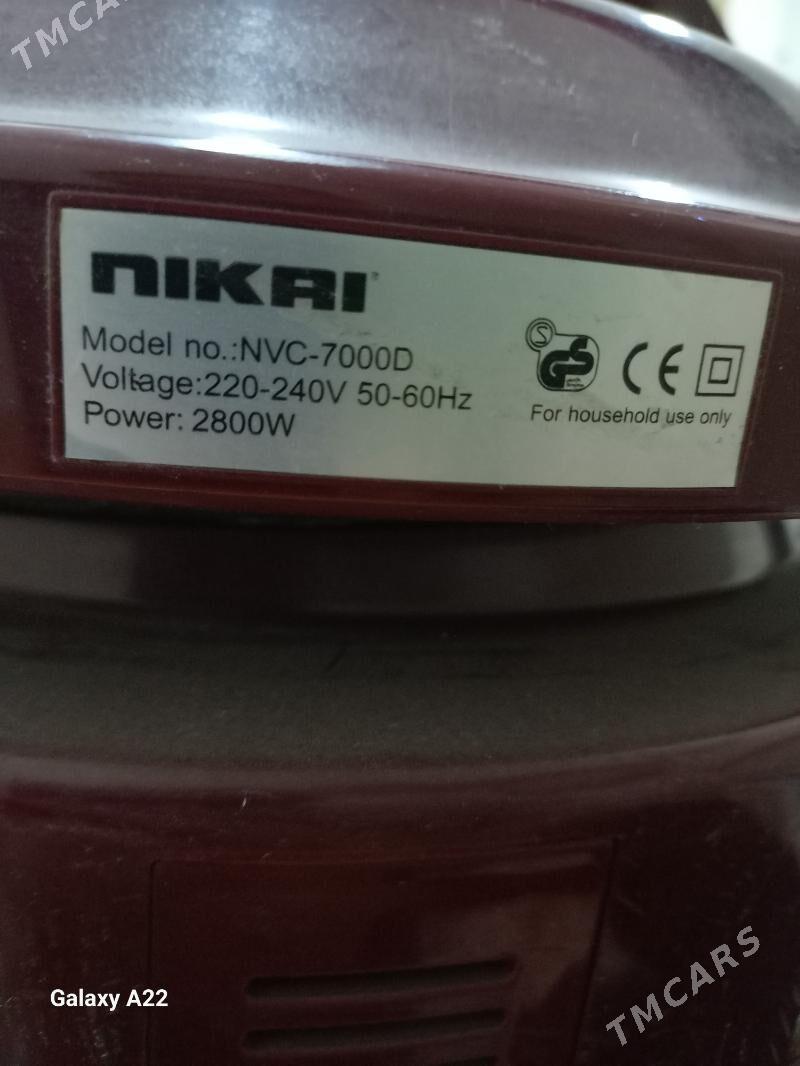 TMCARS
NIKAI
Model no.:NVC-7000D
Voltage:220-240V 50-60Hz
Power: 2800W
S
GS
CE
For household use only
Galaxy A22
TMCARS